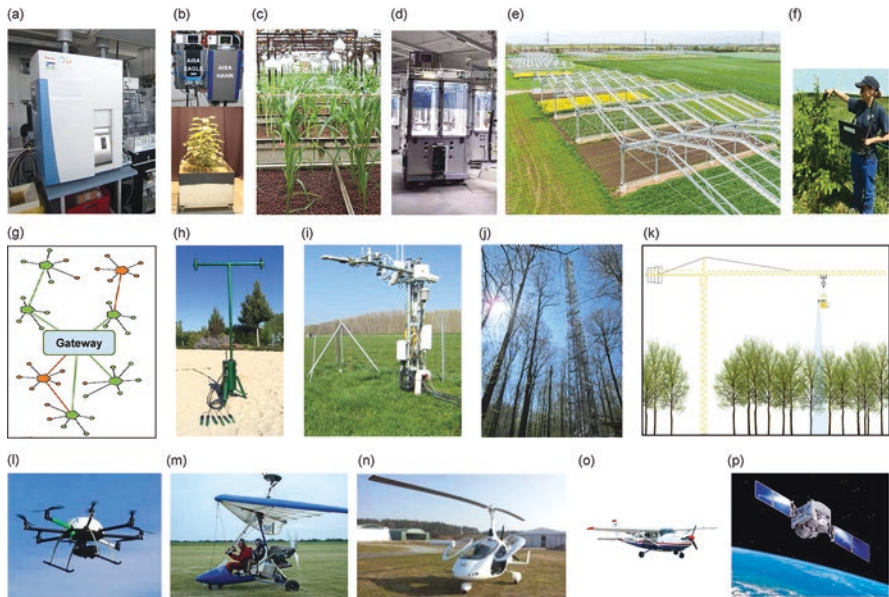 (a)
(b)
(c)
(d)
(e)
(f)
AISA
EAGLE
AISA
HAWK
(g)
(h)
(i)
(j)
(k)
Gateway
(l)
(m)
(n)
(o)
(p)